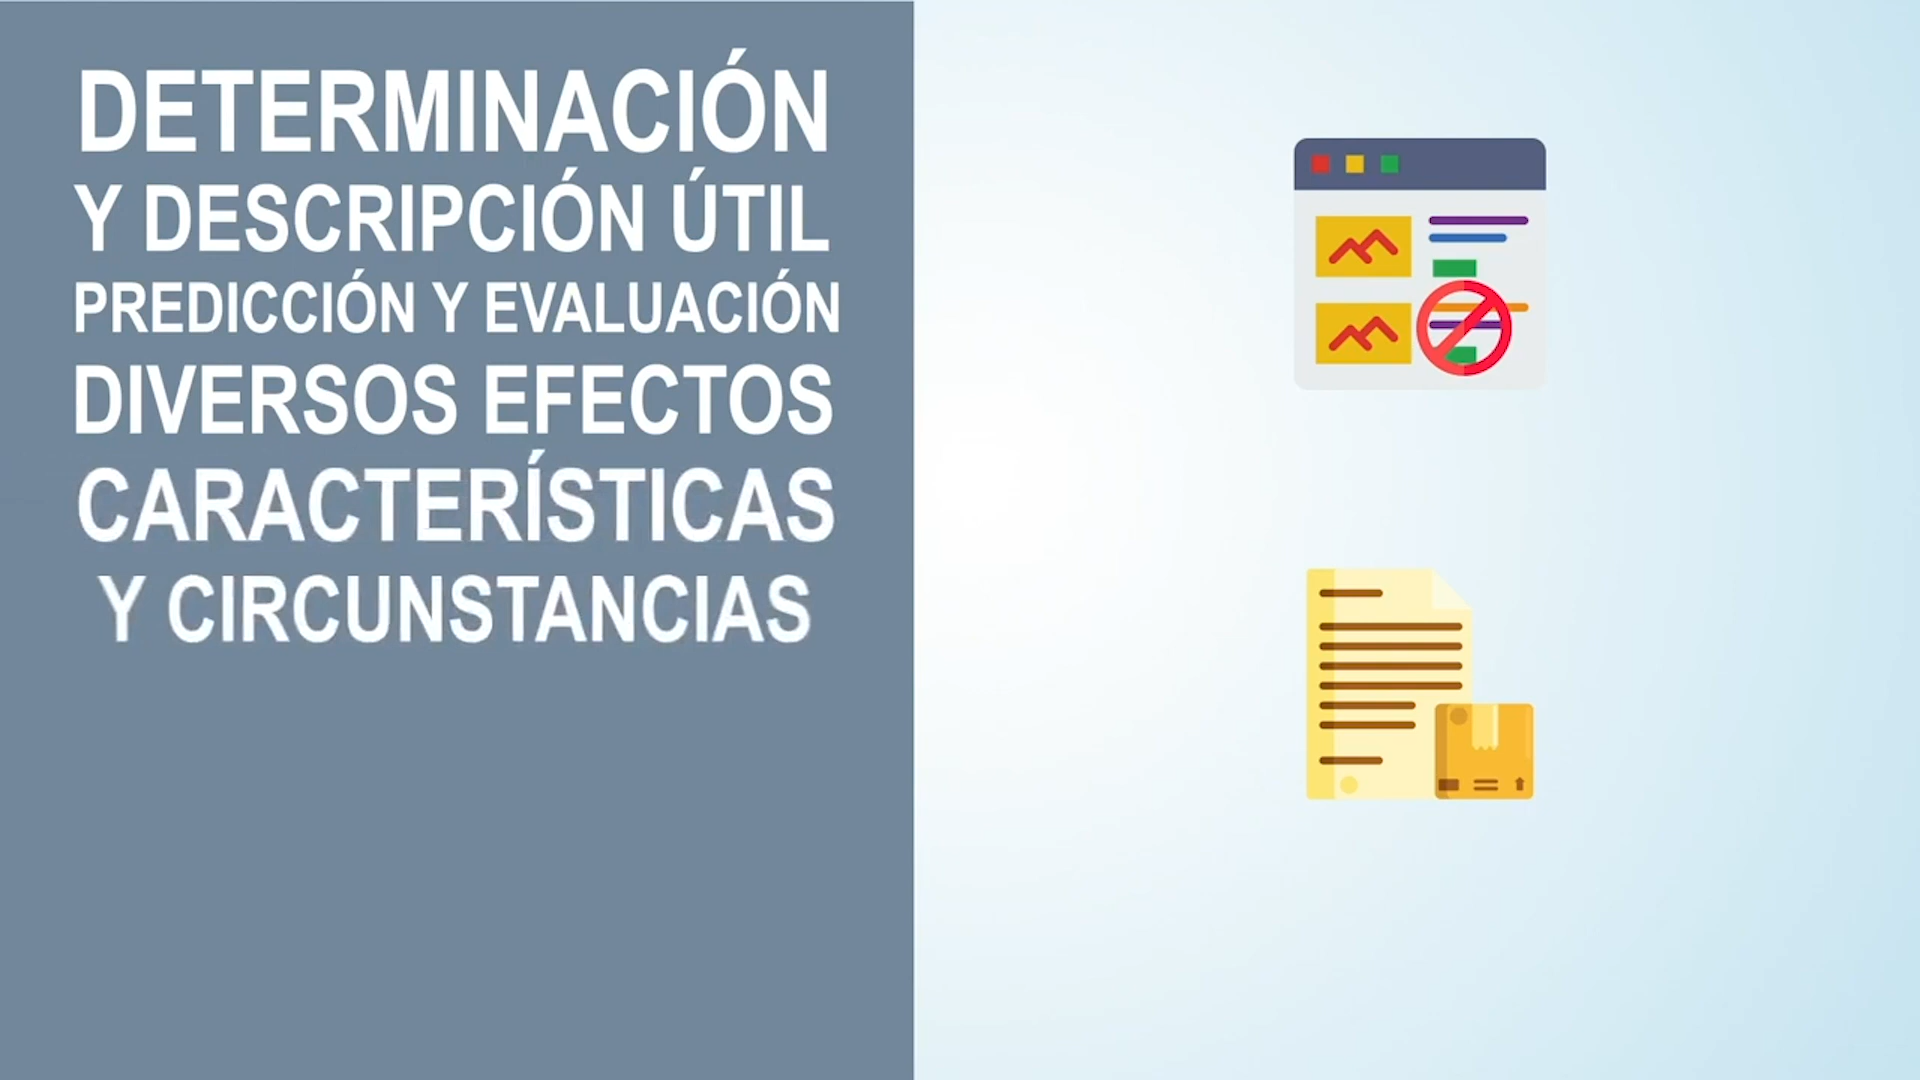 DETERMINACIÓN
Y DESCRIPCIÓN ÚTIL
PREDICCIÓN Y EVALUACIÓN
DIVERSOS EFECTOS
CARACTERÍSTICAS
Y CIRCUNSTANCIAS